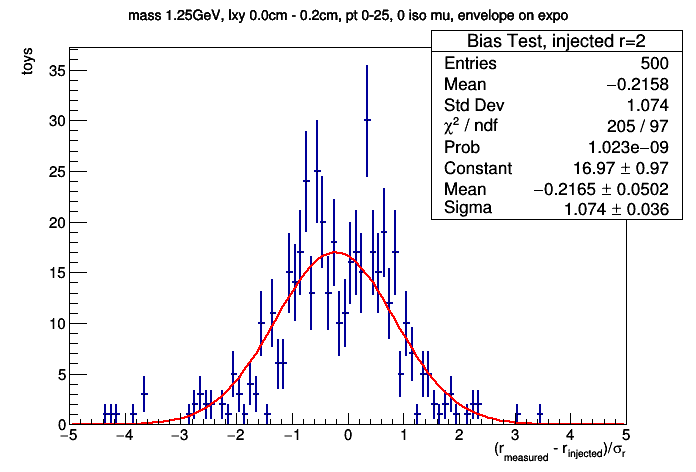 mass 1.25GeV, lxy 0.0cm - 0.2cm, pt 0-25, 0 iso mu, envelope on expo
Bias Test, injected r=2
Entries 500
Mean −0.2158
Std Dev 1.074
χ² / ndf 205 / 97
Prob 1.023e−09
Constant 16.97 ± 0.97
Mean −0.2165 ± 0.0502
Sigma 1.074 ± 0.036
toys
35
30
25
20
15
10
5
0
−5 −4 −3 −2 −1 0 1 2 3 4 5
(r_measured - r_injected)/σ_r